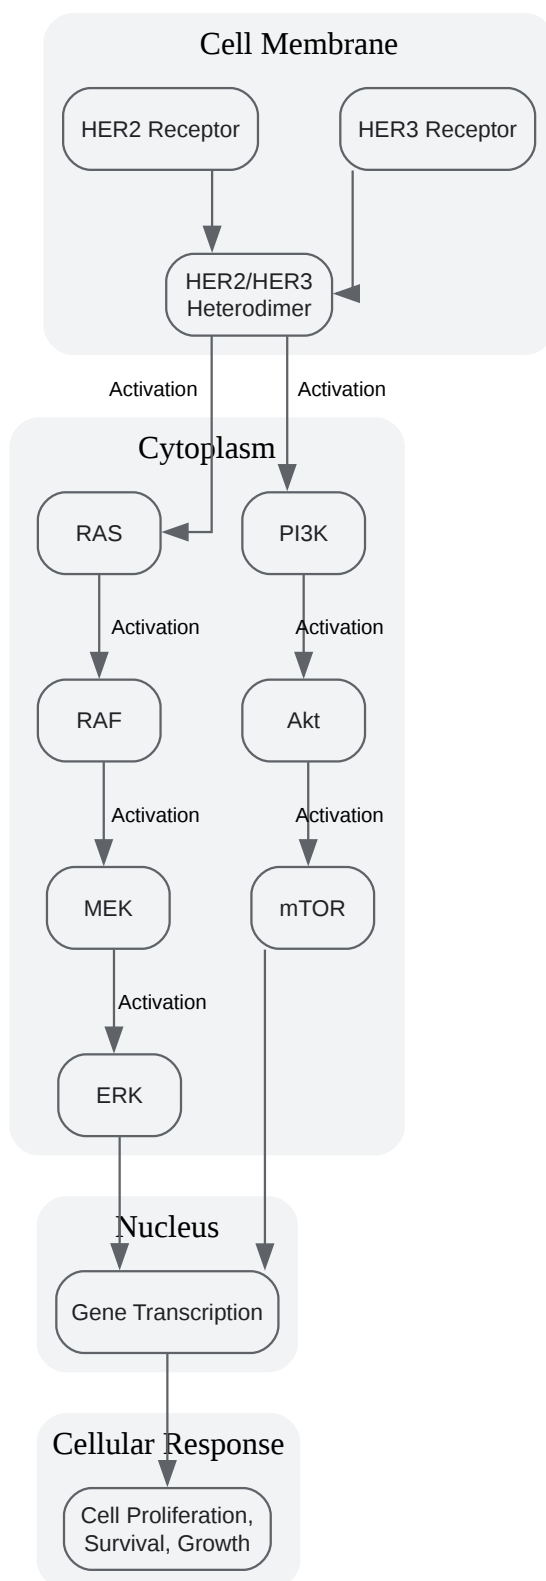 Cell Membrane
HER2 Receptor
HER3 Receptor
HER2/HER3
Heterodimer
Activation
Activation
Cytoplasm
RAS
PI3K
Activation
Activation
RAF
Akt
Activation
Activation
MEK
mTOR
Activation
ERK
Nucleus
Gene Transcription
Cellular Response
Cell Proliferation,
Survival, Growth